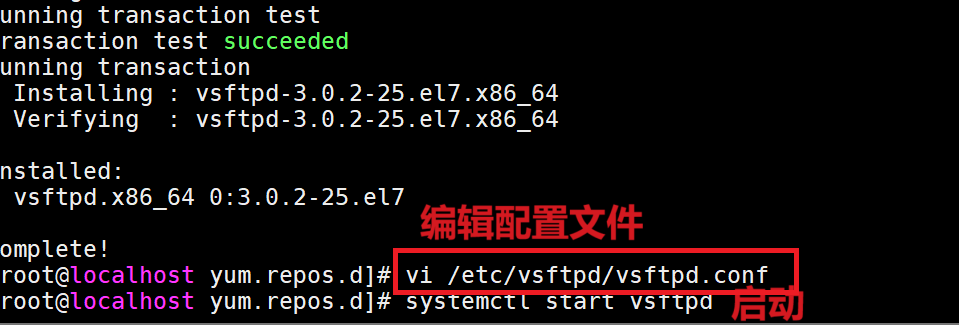 unning transaction test
ransaction test succeeded
unning transaction
Installing : vsftpd-3.0.2-25.el7.x86_64
Verifying  : vsftpd-3.0.2-25.el7.x86_64
nstalled:
vsftpd.x86_64 0:3.0.2-25.el7
编辑配置文件
omplete!
root@localhost yum.repos.d]# vi /etc/vsftpd/vsftpd.conf
root@localhost yum.repos.d]# systemctl start vsftpd 启动